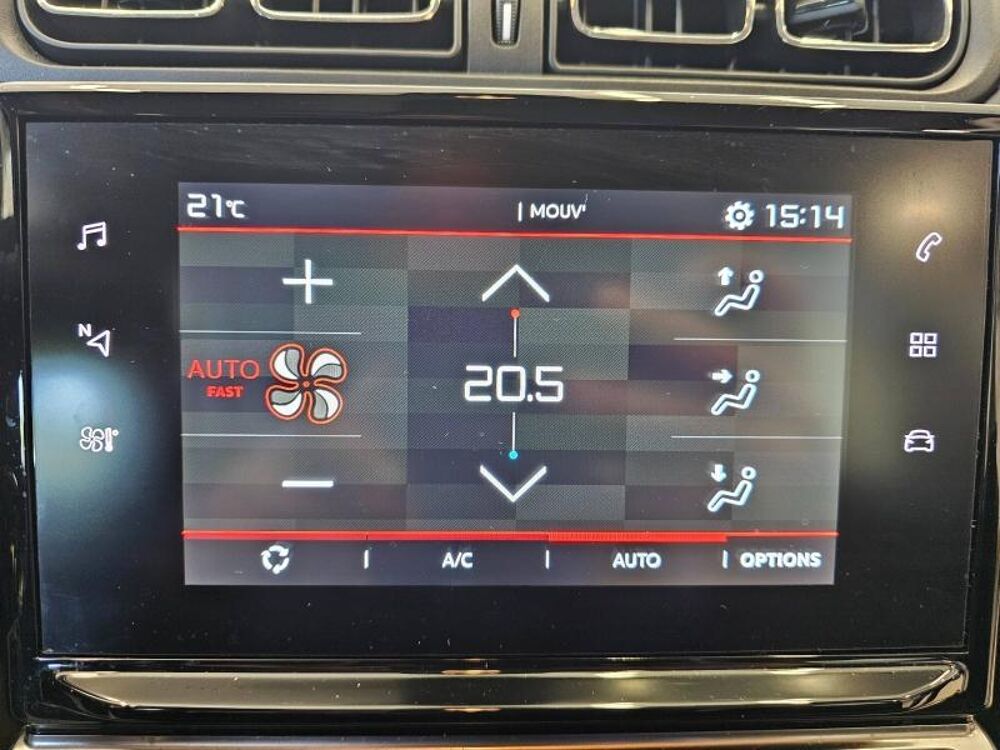 21°C
MOUV'
15:14
N
AUTO
FAST
20.5
A/C
AUTO
OPTIONS